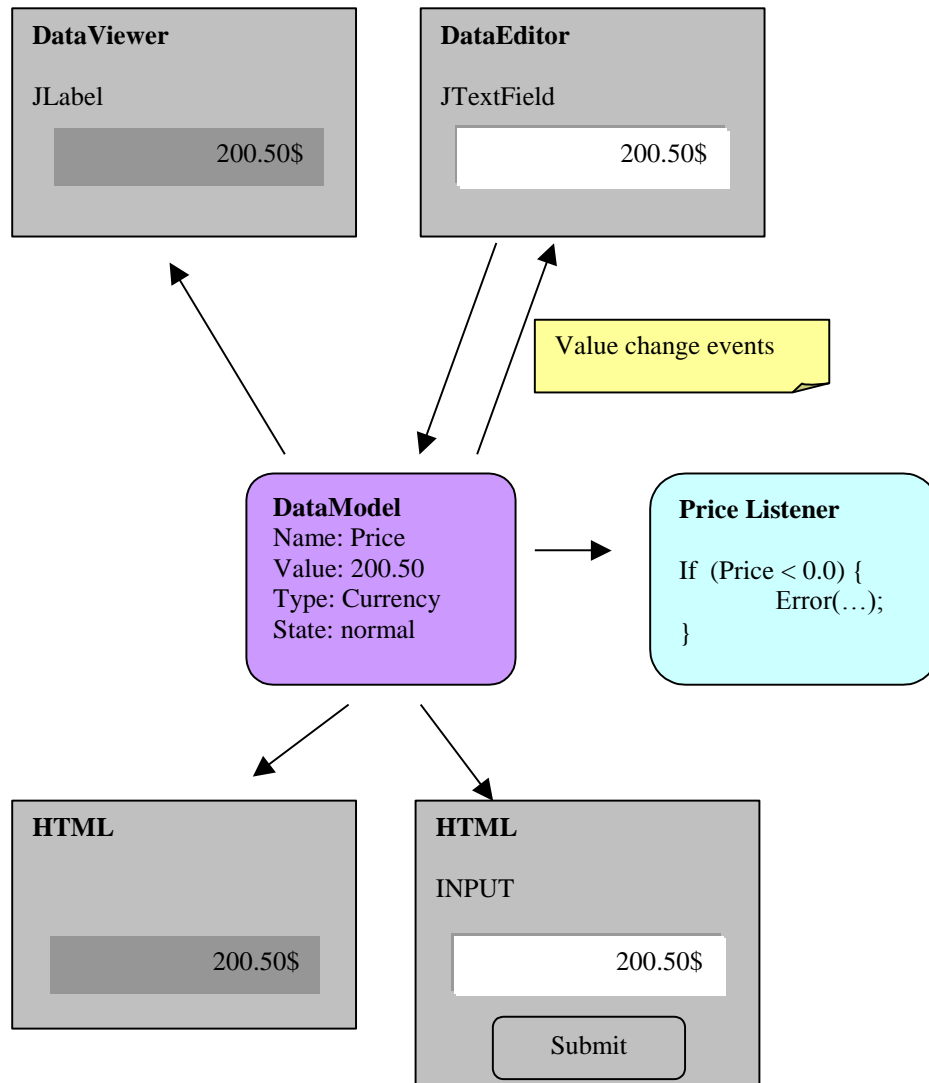 DataViewer
JLabel
200.50$
DataEditor
JTextField
200.50$
Value change events
DataModel
Name: Price
Value: 200.50
Type: Currency
State: normal
Price Listener
If  (Price < 0.0) {
Error(…);
}
HTML
200.50$
HTML
INPUT
200.50$
Submit